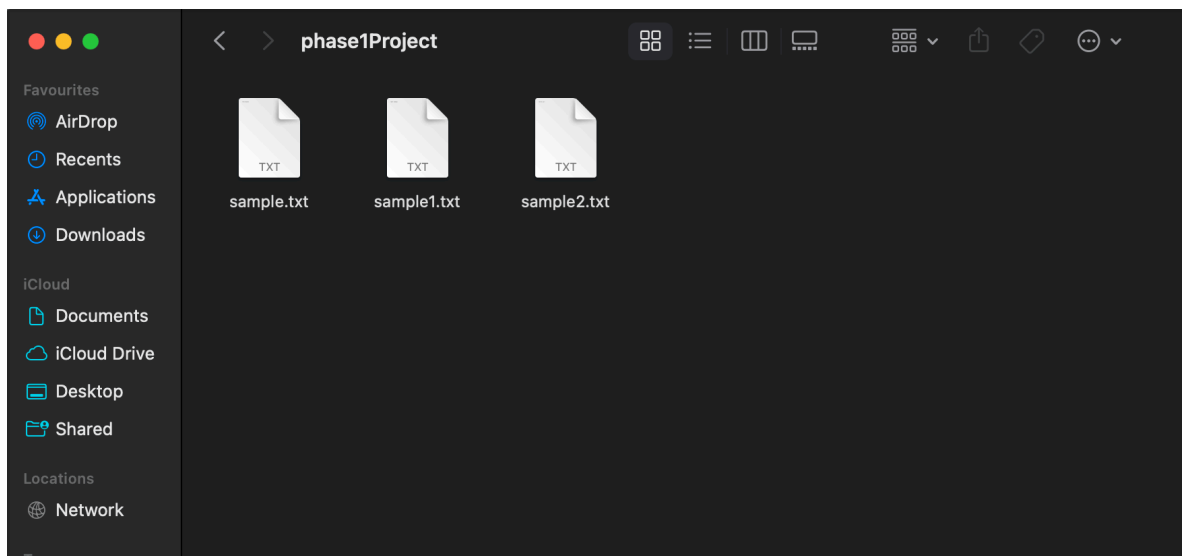 phase1Project
Favourites
AirDrop
Recents
Applications
Downloads
iCloud
Documents
iCloud Drive
Desktop
Shared
Locations
Network
TXT TXT TXT
sample.txt sample1.txt sample2.txt